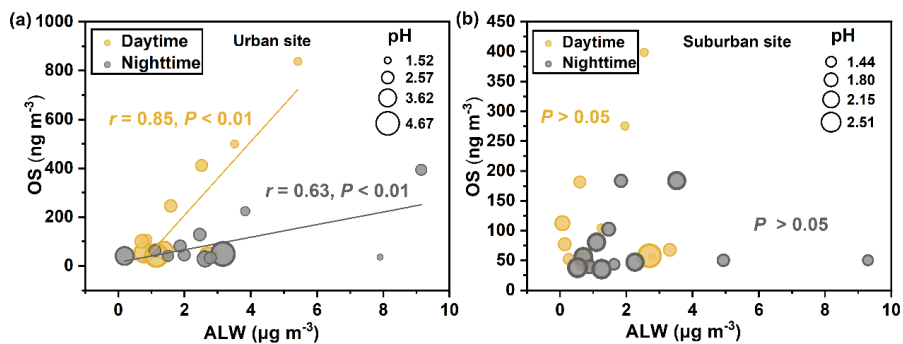 (a)
Daytime
Nighttime
Urban site
pH
1.52
2.57
3.62
4.67
r = 0.85, P < 0.01
r = 0.63, P < 0.01
1000
800
600
400
200
0
OS (ng m-3)
0 2 4 6 8 10
ALW (μg m-3)
(b)
Daytime
Nighttime
Suburban site
pH
1.44
1.80
2.15
2.51
P > 0.05
P > 0.05
450
400
350
300
250
200
150
100
50
0
OS (ng m-3)
0 2 4 6 8 10
ALW (μg m-3)